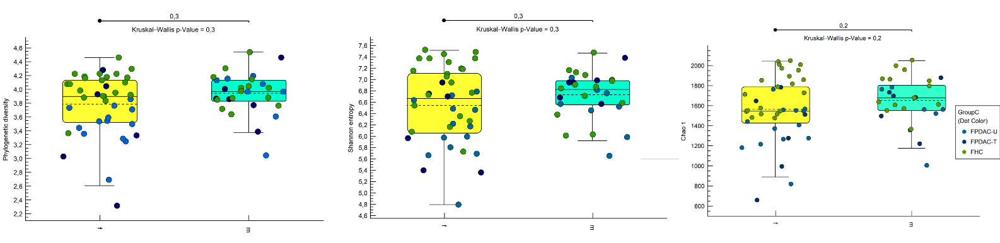 0,3
Kruskal–Wallis p-Value = 0,3
Phylogenetic diversity
4,6
4,4
4,2
4,0
3,8
3,6
3,4
3,2
3,0
2,8
2,6
2,4
2,2
f
m
0,3
Kruskal–Wallis p-Value = 0,3
Shannon entropy
7,6
7,4
7,2
7,0
6,8
6,6
6,4
6,2
6,0
5,8
5,6
5,4
5,2
5,0
4,8
4,6
f
m
0,2
Kruskal–Wallis p-Value = 0,2
Chao 1
2000
1800
1600
1400
1200
1000
800
600
f
m
GroupC
(Dot Color)
FPDAC-U
FPDAC-T
FHC